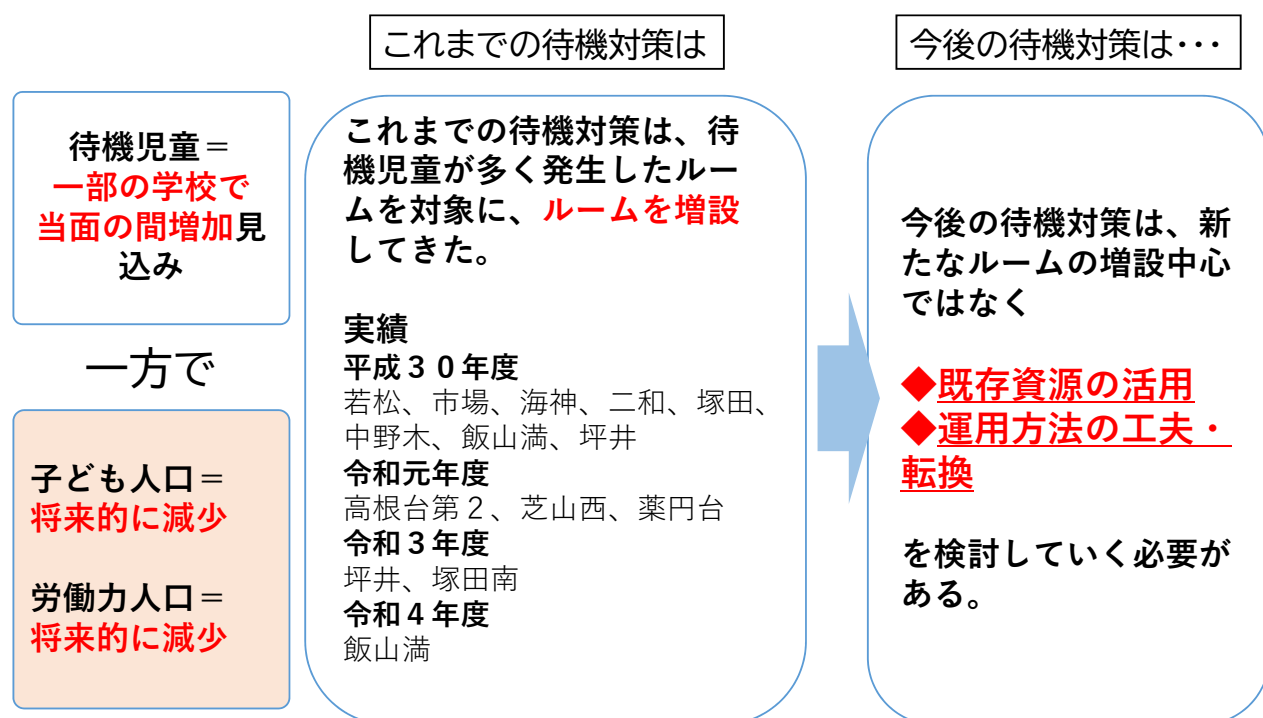 これまでの待機対策は
今後の待機対策は･･･
待機児童＝
一部の学校で
当面の間増加見
込み
一方で
子ども人口＝
将来的に減少
労働力人口＝
将来的に減少
これまでの待機対策は、待
機児童が多く発生したルー
ムを対象に、ルームを増設
してきた。
実績
平成３０年度
若松、市場、海神、二和、塚田、
中野木、飯山満、坪井
令和元年度
高根台第２、芝山西、薬円台
令和３年度
坪井、塚田南
令和４年度
飯山満
今後の待機対策は、新
たなルームの増設中心
ではなく
◆既存資源の活用
◆運用方法の工夫・
転換
を検討していく必要が
ある。